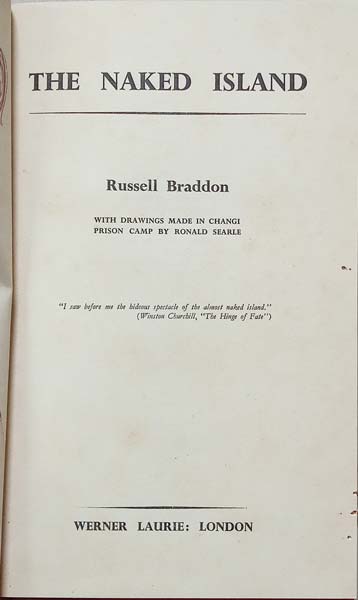 THE NAKED ISLAND
Russell Braddon
WITH DRAWINGS MADE IN CHANGI
PRISON CAMP BY RONALD SEARLE
"I saw before me the hideous spectacle of the almost naked island."
(Winston Churchill, "The Hinge of Fate")
WERNER LAURIE: LONDON